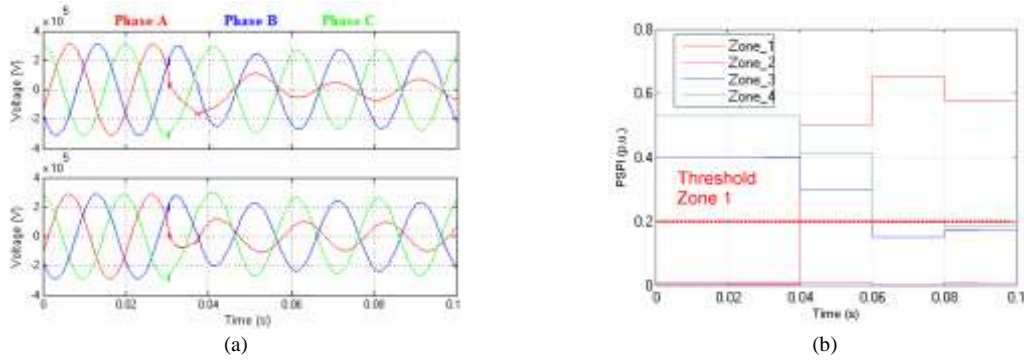 Phase A Phase B Phase C
x 10^5
4
2
0
-2
-4
Voltage [V]
x 10^5
4
2
0
-2
-4
Voltage [V]
0 0.02 0.04 0.06 0.08 0.1
Time (s)
(a)
0.8
0.6
0.4
0.2
0
PSPI (p.u.)
Zone_1
Zone_2
Zone_3
Zone_4
Threshold
Zone 1
0 0.02 0.04 0.06 0.08 0.1
Time (s)
(b)